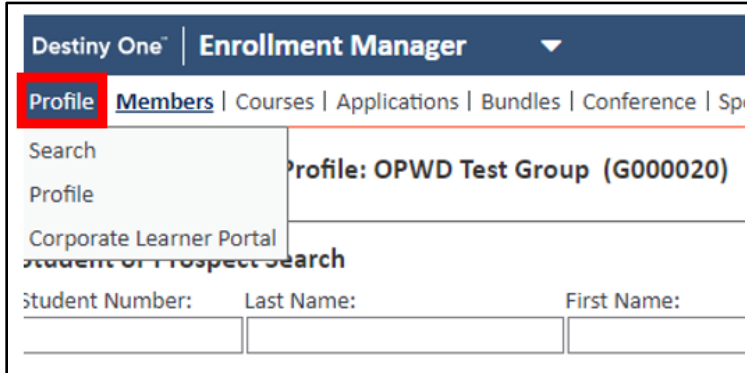 Destiny One™ | Enrollment Manager
Profile Members | Courses | Applications | Bundles | Conference |
Search
Profile: OPWD Test Group (G000020)
Profile
Corporate Learner Portal
Student or Prospect Search
Student Number: Last Name: First Name: